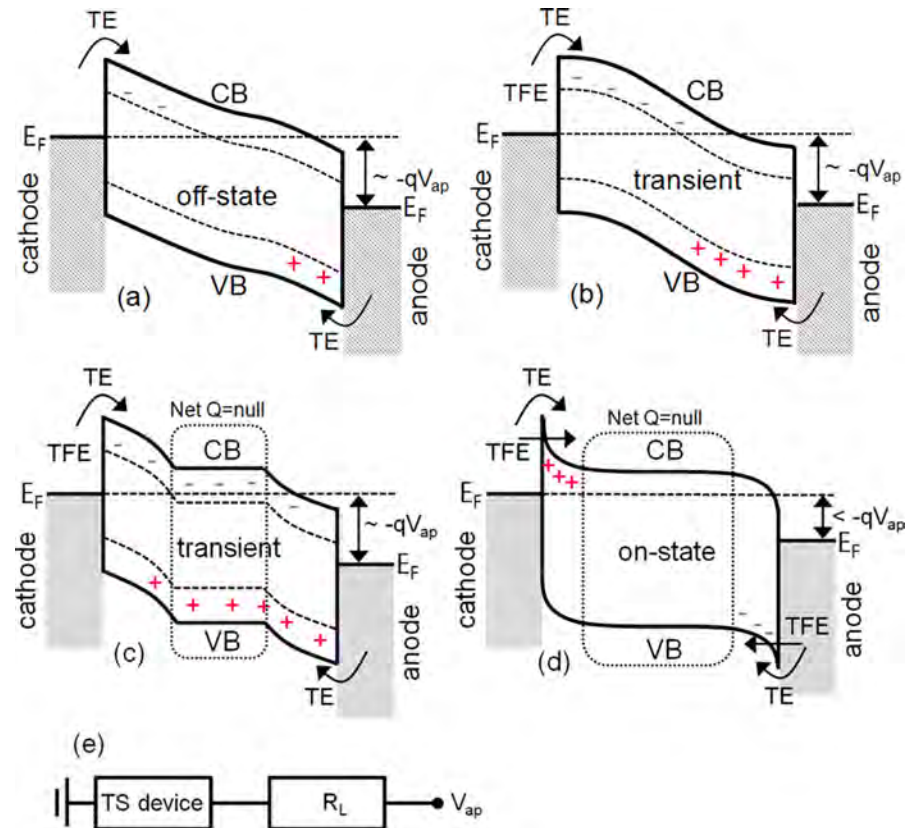 TE
CB
E_F
~ -qV_ap
off-state
E_F
cathode
anode
VB
(a)
TE
TE
TFE
CB
E_F
~ -qV_ap
transient
E_F
cathode
anode
VB
(b)
TE
TE
Net Q=null
TFE
CB
E_F
~ -qV_ap
transient
E_F
cathode
anode
VB
(c)
TE
TE
Net Q=null
TFE
CB
E_F
< -qV_ap
on-state
E_F
cathode
anode
VB
TFE
(d)
TE
(e)
TS device
R_L
V_ap